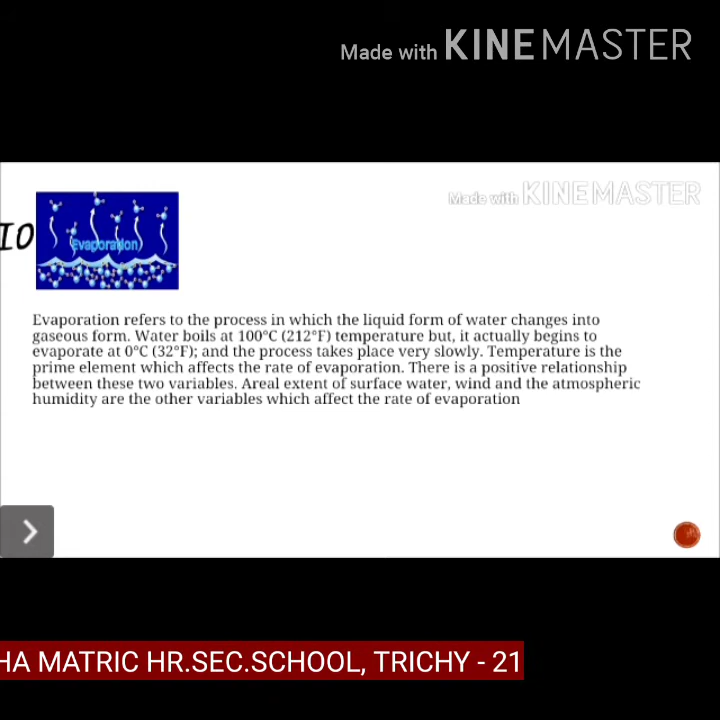 Made with KINEMASTER
Made with KINEMASTER
IO
Evaporation
Evaporation refers to the process in which the liquid form of water changes into
gaseous form. Water boils at 100°C (212°F) temperature but, it actually begins to
evaporate at 0°C (32°F); and the process takes place very slowly. Temperature is the
prime element which affects the rate of evaporation. There is a positive relationship
between these two variables. Areal extent of surface water, wind and the atmospheric
humidity are the other variables which affect the rate of evaporation
HA MATRIC HR.SEC.SCHOOL, TRICHY - 21